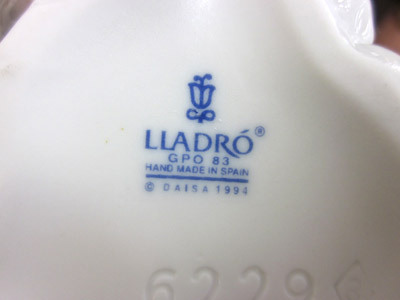 LLADRÓ®
GPO 83
HAND MADE IN SPAIN
© DAISA 1994
6229